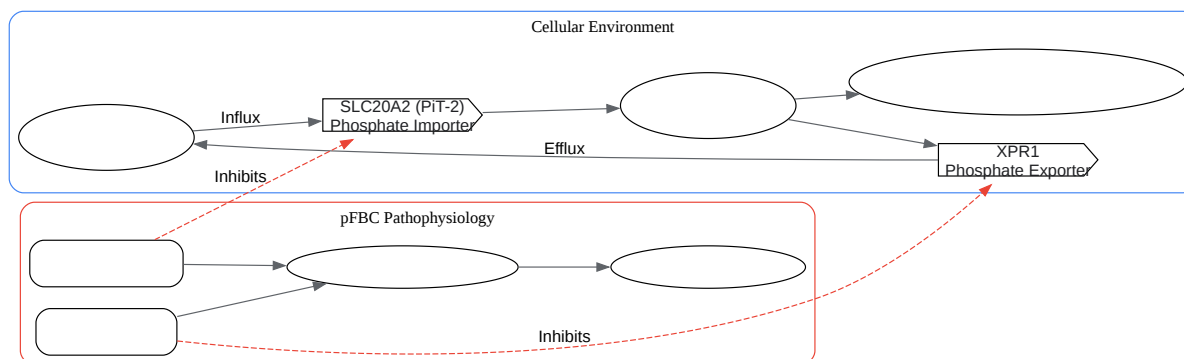 Cellular Environment
SLC20A2 (PiT-2)
Phosphate Importer
Influx
XPR1
Phosphate Exporter
Efflux
Inhibits
pFBC Pathophysiology
Inhibits